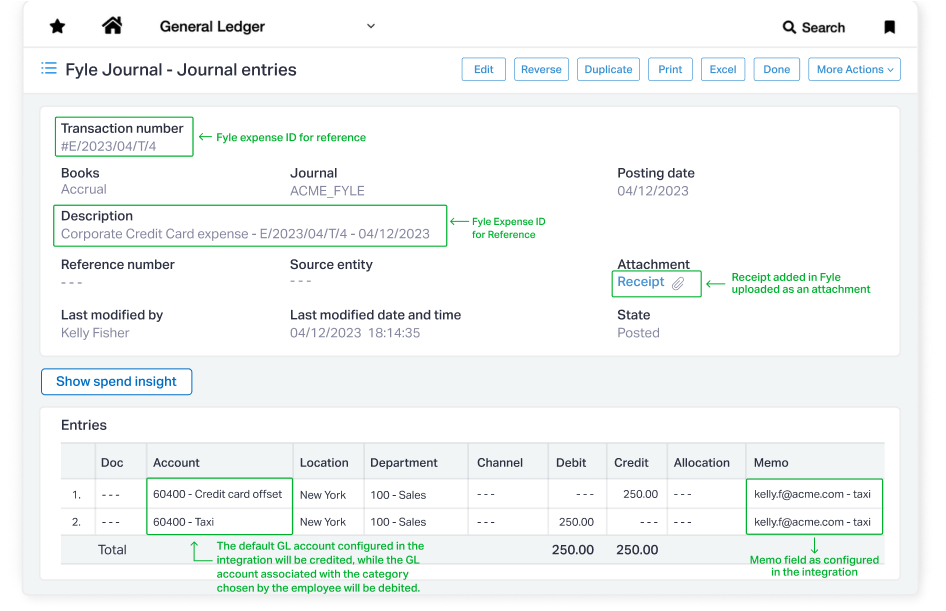 General Ledger
Search
Fyle Journal - Journal entries
Edit
Reverse
Duplicate
Print
Excel
Done
More Actions
Transaction number
#E/2023/04/T/4
Fyle expense ID for reference
Books
Accrual
Journal
ACME_FYLE
Posting date
04/12/2023
Description
Corporate Credit Card expense - E/2023/04/T/4 - 04/12/2023
Fyle Expense ID
for Reference
Reference number
- - -
Source entity
- - -
Attachment
Receipt
Receipt added in Fyle
uploaded as an attachment
Last modified by
Kelly Fisher
Last modified date and time
04/12/2023 18:14:35
State
Posted
Show spend insight
Entries
Doc Account Location Department Channel Debit Credit Allocation Memo
1. - - - 60400 - Credit card offset New York 100 - Sales - - - - - - 250.00 - - - kelly.f@acme.com - taxi
2. - - - 60400 - Taxi New York 100 - Sales - - - 250.00 - - - - - - kelly.f@acme.com - taxi
Total 250.00 250.00
The default GL account configured in the
integration will be credited, while the GL
account associated with the category
chosen by the employee will be debited.
Memo field as configured
in the integration